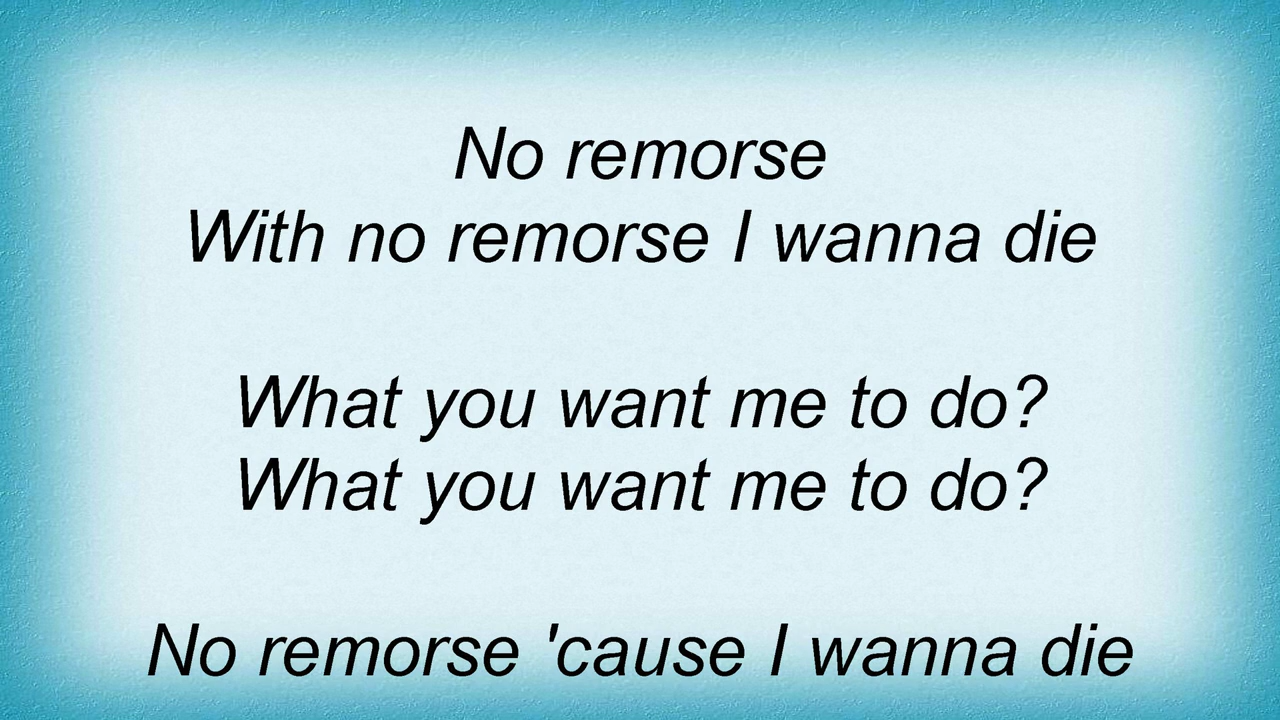 No remorse
With no remorse I wanna die
What you want me to do?
What you want me to do?
No remorse 'cause I wanna die